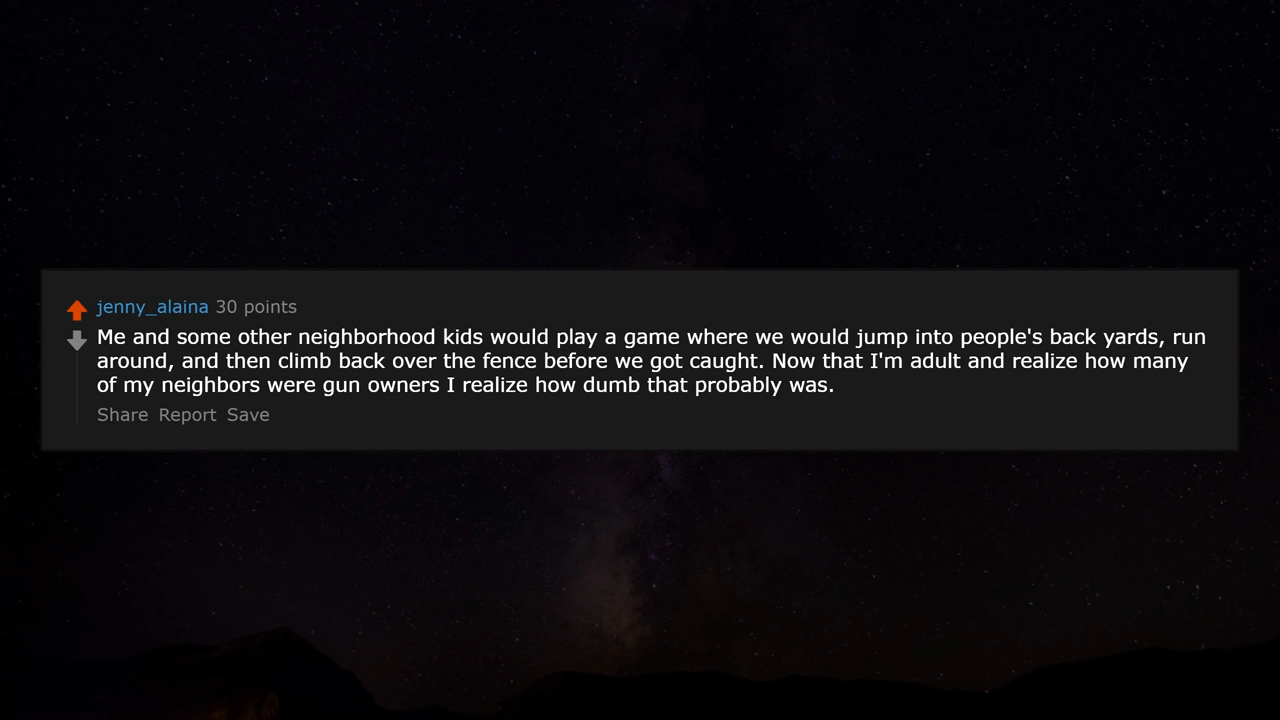 jenny_alaina 30 points
Me and some other neighborhood kids would play a game where we would jump into people's back yards, run
around, and then climb back over the fence before we got caught. Now that I'm adult and realize how many
of my neighbors were gun owners I realize how dumb that probably was.
Share Report Save